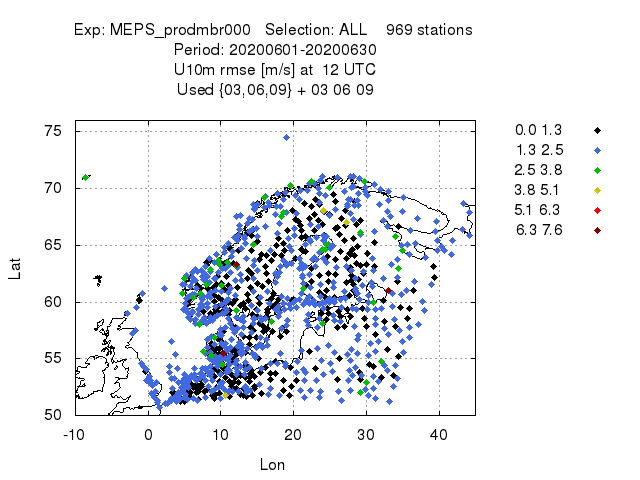 Exp: MEPS_prodmbr000 Selection: ALL 969 stations
Period: 20200601-20200630
U10m rmse [m/s] at 12 UTC
Used {03,06,09} + 03 06 09
0.0 1.3
1.3 2.5
2.5 3.8
3.8 5.1
5.1 6.3
6.3 7.6
75
70
65
60
55
50
Lat
-10 0 10 20 30 40
Lon